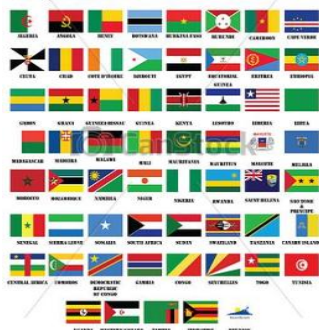 ALGERIA ANGOLA BENIN BOTSWANA BURKINA FASO BURUNDI CAMEROON CAPE VERDE
CEUTA CHAD COTE D'IVOIRE DJIBOUTI EGYPT EQUATORIAL GUINEA ERITREA ETHIOPIA
GABON GHANA GUINEA-BISSAU GUINEA KENYA LESOTHO LIBERIA LIBYA
CanStock
MADAGASCAR MADEIRA MALAWI MALI MAURITANIA MAURITIUS MAYOTTE MELILLA
MOROCCO MOZAMBIQUE NAMIBIA NIGER NIGERIA RWANDA SAINT HELENA SAO TOME & PRINCIPE
SENEGAL SIERRA LEONE SOMALIA SOUTH AFRICA SUDAN SWAZILAND TANZANIA CANARY ISLAND
CENTRAL AFRICA COMOROS DEMOCRATIC REPUBLIC OF CONGO GAMBIA CONGO SEYCHELLES TOGO TUNISIA